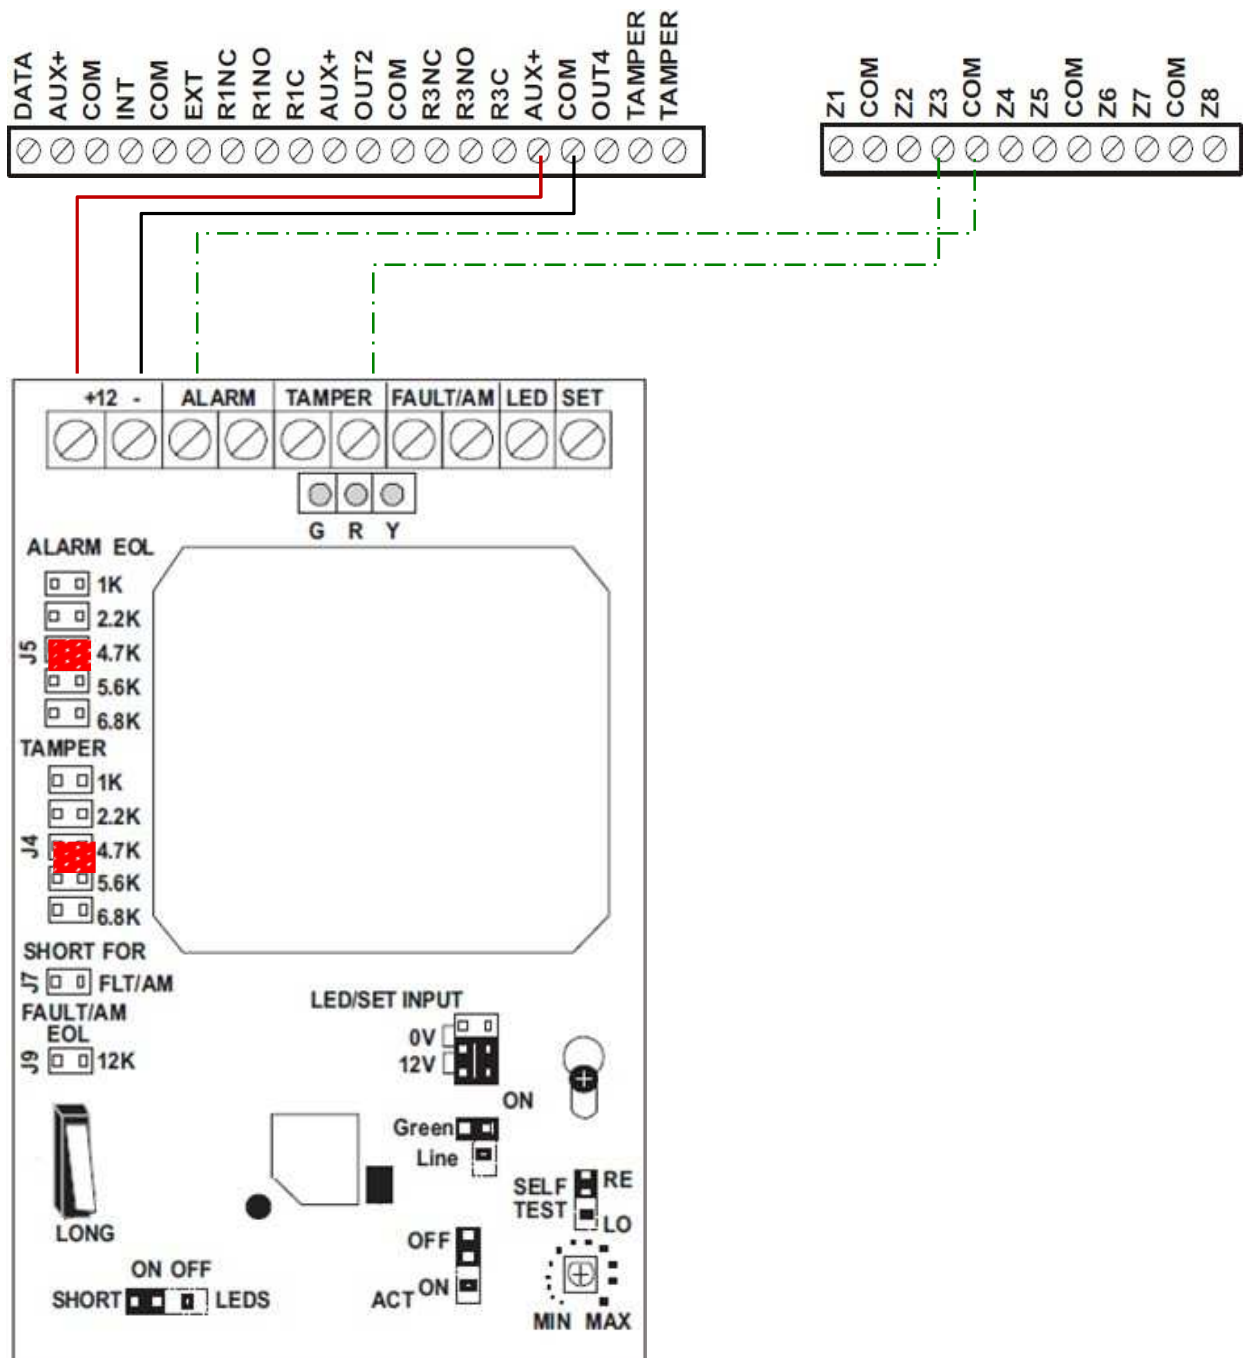 DATA AUX+ COM INT COM EXT R1NC R1NO R1C AUX+ OUT2 COM R3NC R3NO R3C AUX+ COM OUT4 TAMPER TAMPER
Z1 COM Z2 Z3 COM Z4 Z5 COM Z6 Z7 COM Z8
+12 - ALARM TAMPER FAULT/AM LED SET
G R Y
ALARM EOL
1K
2.2K
J5 4.7K
5.6K
6.8K
TAMPER
1K
2.2K
J4 4.7K
5.6K
6.8K
SHORT FOR
J7 FLT/AM
FAULT/AM
EOL
J9 12K
LED/SET INPUT
0V
12V
ON
Green
Line
SELF TEST
RE
LO
LONG
OFF
ON
ACT
ON OFF
SHORT LEDS
MIN MAX